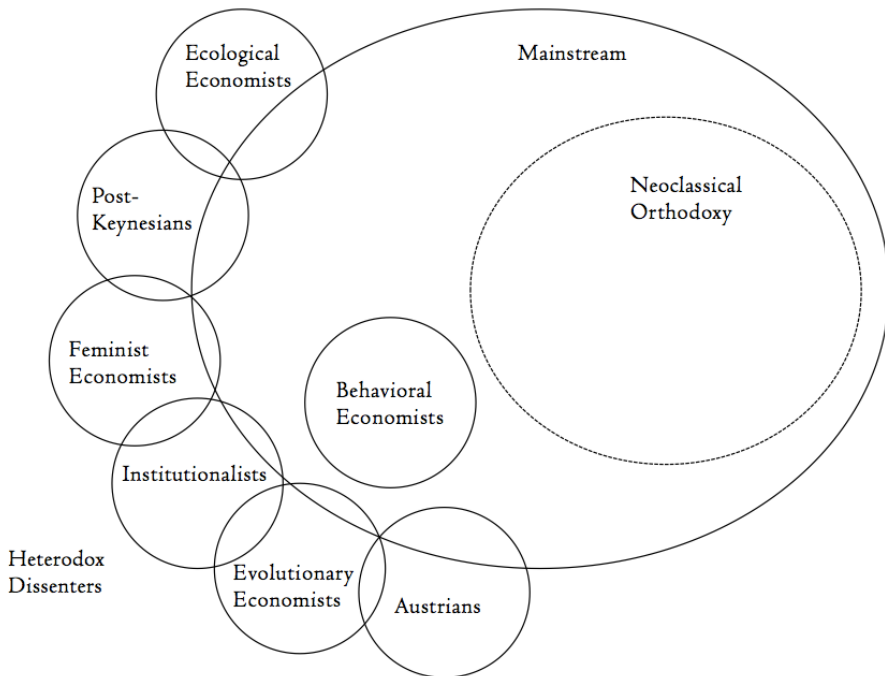 Ecological
Economists
Mainstream
Neoclassical
Orthodoxy
Post-
Keynesians
Feminist
Economists
Behavioral
Economists
Institutionalists
Heterodox
Dissenters
Evolutionary
Economists
Austrians